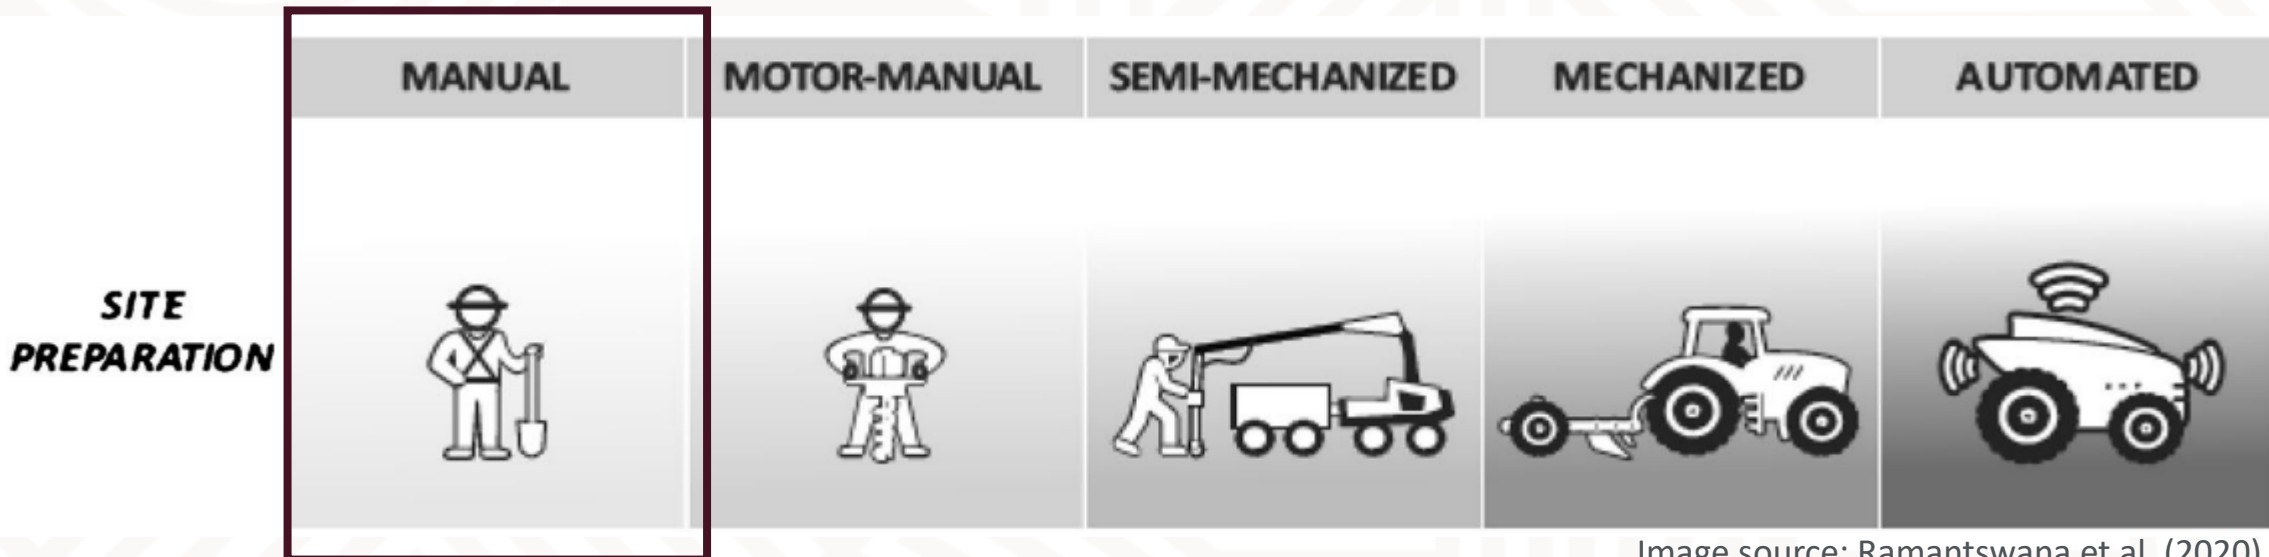 MANUAL
MOTOR-MANUAL
SEMI-MECHANIZED
MECHANIZED
AUTOMATED
SITE
PREPARATION
Image source: Ramantswana et al. (2020)